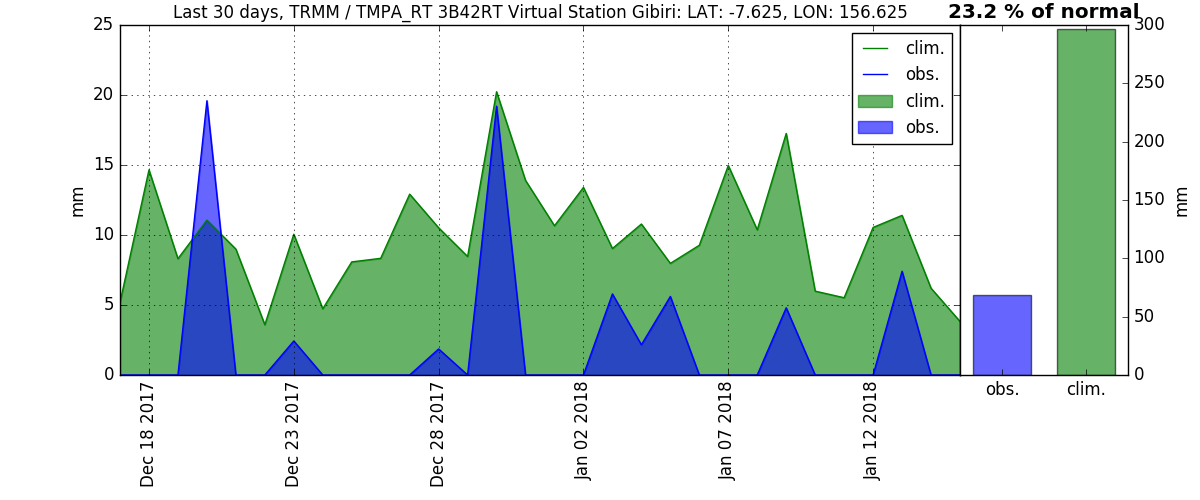 Last 30 days, TRMM / TMPA_RT 3B42RT Virtual Station Gibiri: LAT: -7.625, LON: 156.625
23.2 % of normal
25
20
15
10
5
0
mm
clim.
obs.
clim.
obs.
Dec 18 2017
Dec 23 2017
Dec 28 2017
Jan 02 2018
Jan 07 2018
Jan 12 2018
300
250
200
150
100
50
0
mm
obs.
clim.